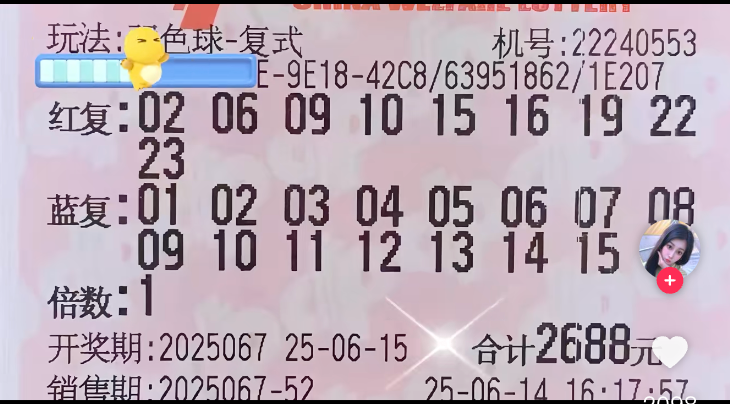 CHINA WELFARE LOTTERY
玩法:色球-复式 机号:22240553
E-9E18-42C8/63951862/1E207
红复:02 06 09 10 15 16 19 22
23
蓝复:01 02 03 04 05 06 07 08
09 10 11 12 13 14 15
倍数:1
开奖期:2025067 25-06-15 合计2688元
销售期:2025067-52 25-06-14 16:17:57